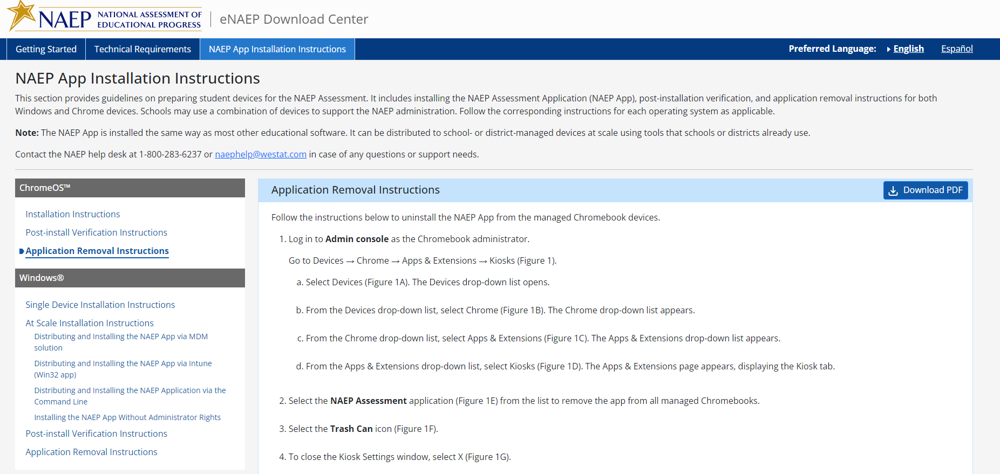 NAEP NATIONAL ASSESSMENT OF
EDUCATIONAL PROGRESS
eNAEP Download Center
Getting Started
Technical Requirements
NAEP App Installation Instructions
Preferred Language:
English
Español
NAEP App Installation Instructions
This section provides guidelines on preparing student devices for the NAEP Assessment. It includes installing the NAEP Assessment Application (NAEP App), post-installation verification, and application removal instructions for both
Windows and Chrome devices. Schools may use a combination of devices to support the NAEP administration. Follow the corresponding instructions for each operating system as applicable.
Note: The NAEP App is installed the same way as most other educational software. It can be distributed to school- or district-managed devices at scale using tools that schools or districts already use.
Contact the NAEP help desk at 1-800-283-6237 or naephelp@westat.com in case of any questions or support needs.
ChromeOS™
Installation Instructions
Post-install Verification Instructions
Application Removal Instructions
Windows®
Single Device Installation Instructions
At Scale Installation Instructions
Distributing and Installing the NAEP App via MDM
solution
Distributing and Installing the NAEP App via Intune
(Win32 app)
Distributing and Installing the NAEP Application via the
Command Line
Installing the NAEP App Without Administrator Rights
Post-install Verification Instructions
Application Removal Instructions
Application Removal Instructions
Download PDF
Follow the instructions below to uninstall the NAEP App from the managed Chromebook devices.
1. Log in to Admin console as the Chromebook administrator.
Go to Devices → Chrome → Apps & Extensions → Kiosks (Figure 1).
a. Select Devices (Figure 1A). The Devices drop-down list opens.
b. From the Devices drop-down list, select Chrome (Figure 1B). The Chrome drop-down list appears.
c. From the Chrome drop-down list, select Apps & Extensions (Figure 1C). The Apps & Extensions drop-down list appears.
d. From the Apps & Extensions drop-down list, select Kiosks (Figure 1D). The Apps & Extensions page appears, displaying the Kiosk tab.
2. Select the NAEP Assessment application (Figure 1E) from the list to remove the app from all managed Chromebooks.
3. Select the Trash Can icon (Figure 1F).
4. To close the Kiosk Settings window, select X (Figure 1G).